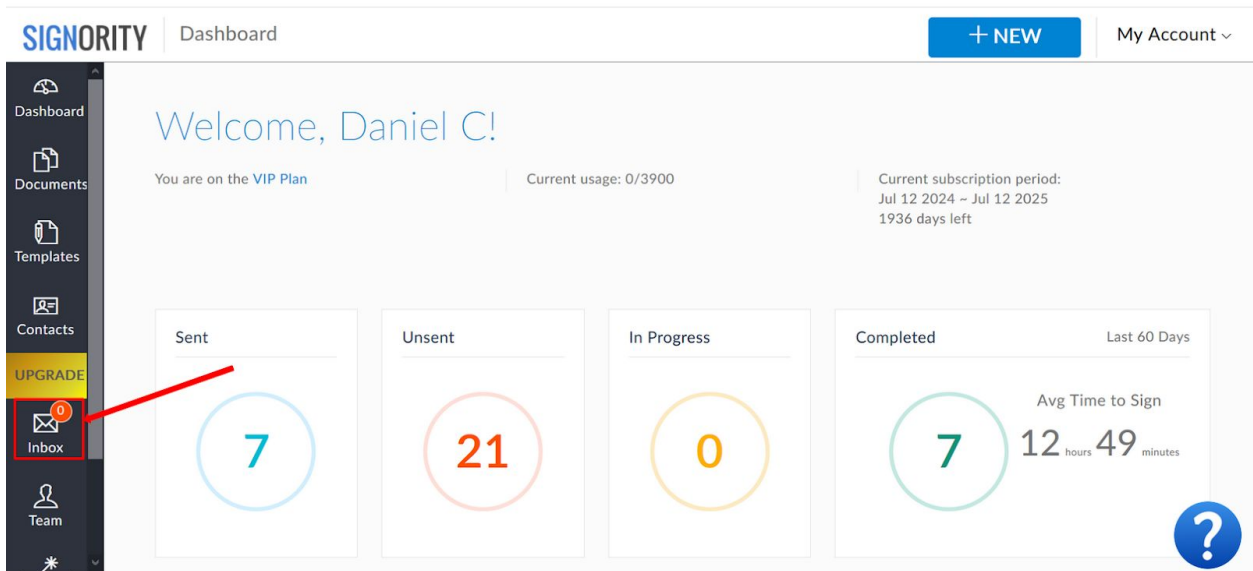 SIGNORITY
Dashboard
+ NEW
My Account
Dashboard
Documents
Templates
Contacts
UPGRADE
0
Inbox
Team
Welcome, Daniel C!
You are on the VIP Plan
Current usage: 0/3900
Current subscription period:
Jul 12 2024 ~ Jul 12 2025
1936 days left
Sent
7
Unsent
21
In Progress
0
Completed
Last 60 Days
7
Avg Time to Sign
12 hours 49 minutes
?